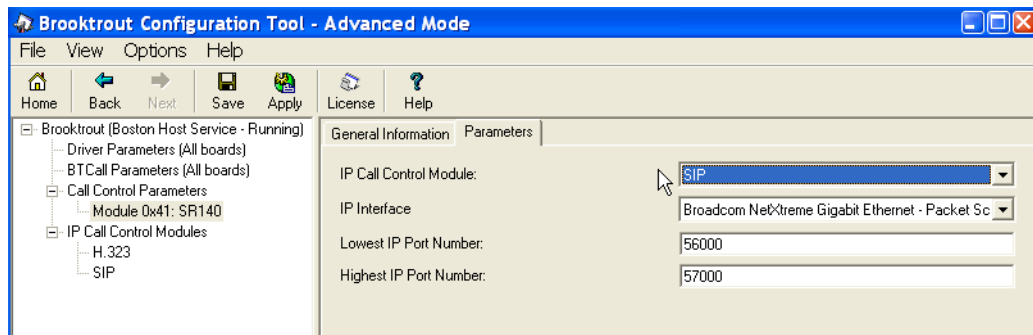 Brooktrout Configuration Tool - Advanced Mode
File View Options Help
Home Back Next Save Apply License Help
Brooktrout (Boston Host Service - Running)
Driver Parameters (All boards)
BTCall Parameters (All boards)
Call Control Parameters
Module 0x41: SR140
IP Call Control Modules
H.323
SIP
General Information Parameters
IP Call Control Module: SIP
IP Interface Broadcom NetXtreme Gigabit Ethernet - Packet Sc
Lowest IP Port Number: 56000
Highest IP Port Number: 57000